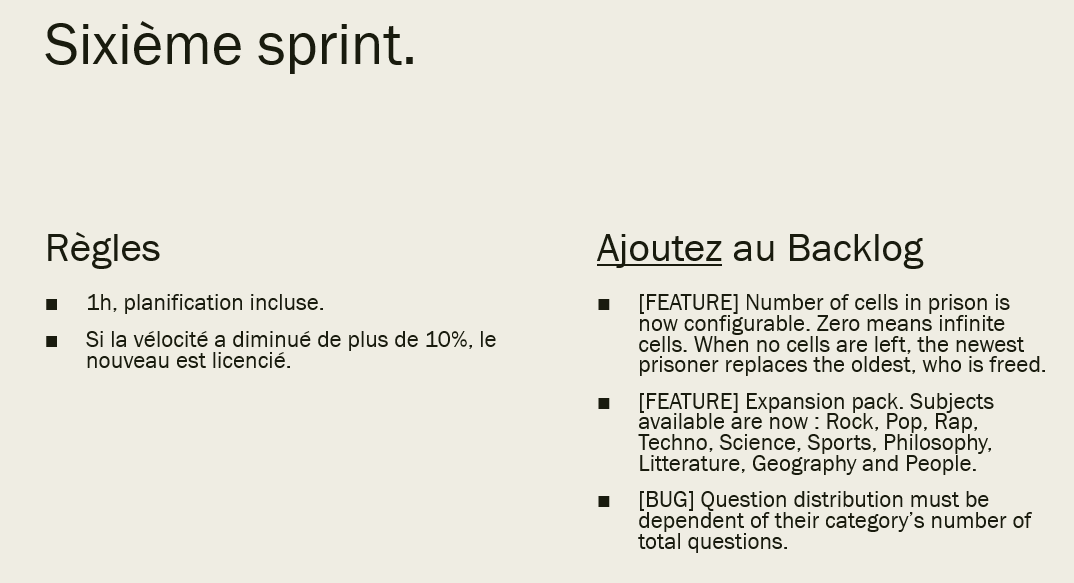 Sixième sprint.
Règles
■ 1h, planification incluse.
■ Si la vélocité a diminué de plus de 10%, le
nouveau est licencié.
Ajoutez au Backlog
■ [FEATURE] Number of cells in prison is
now configurable. Zero means infinite
cells. When no cells are left, the newest
prisoner replaces the oldest, who is freed.
■ [FEATURE] Expansion pack. Subjects
available are now : Rock, Pop, Rap,
Techno, Science, Sports, Philosophy,
Litterature, Geography and People.
■ [BUG] Question distribution must be
dependent of their category’s number of
total questions.